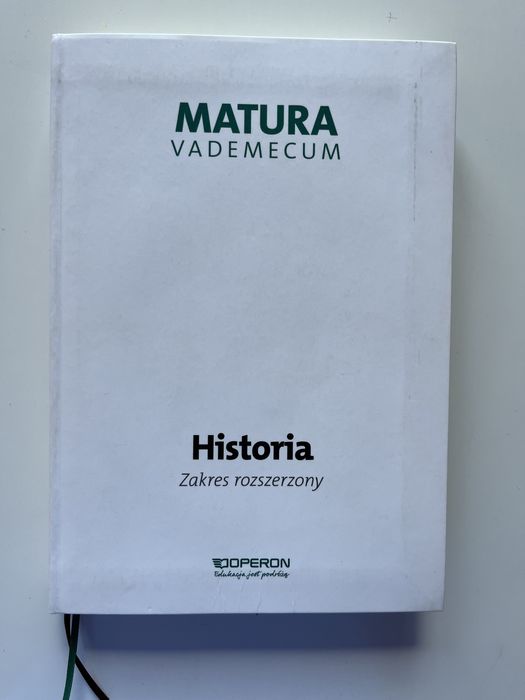 MATURA
VADEMECUM
Historia
Zakres rozszerzony
OPERON
Edukacja jest podróżą